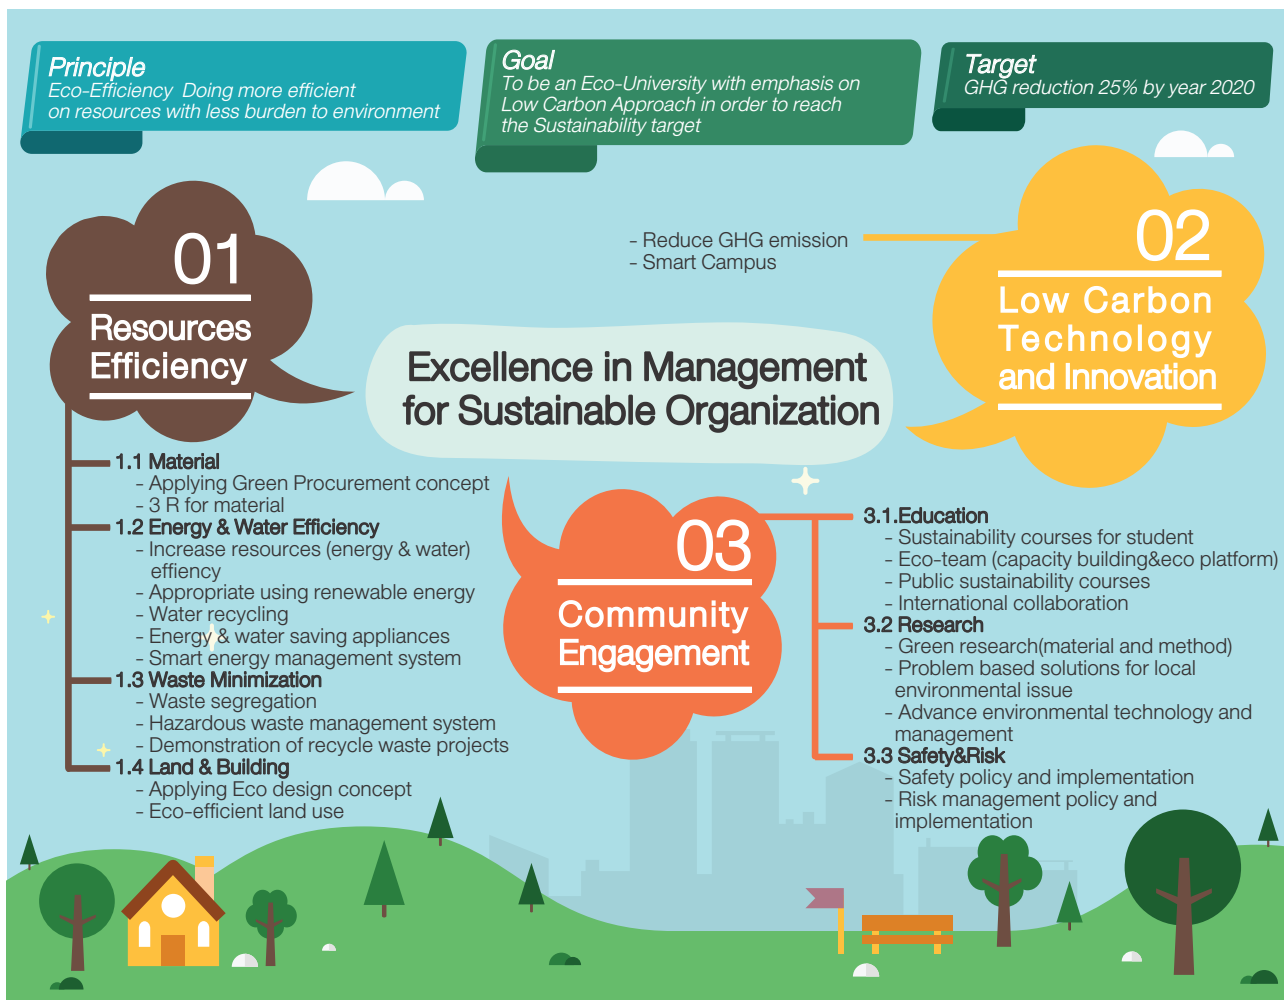 Principle
Eco-Efficiency Doing more efficient
on resources with less burden to environment
Goal
To be an Eco-University with emphasis on
Low Carbon Approach in order to reach
the Sustainability target
Target
GHG reduction 25% by year 2020
01
Resources
Efficiency
- Reduce GHG emission
- Smart Campus
02
Low Carbon
Technology
and Innovation
Excellence in Management
for Sustainable Organization
1.1 Material
- Applying Green Procurement concept
- 3 R for material
1.2 Energy & Water Efficiency
- Increase resources (energy & water)
effiency
- Appropriate using renewable energy
- Water recycling
- Energy & water saving appliances
- Smart energy management system
1.3 Waste Minimization
- Waste segregation
- Hazardous waste management system
- Demonstration of recycle waste projects
1.4 Land & Building
- Applying Eco design concept
- Eco-efficient land use
03
Community
Engagement
3.1.Education
- Sustainability courses for student
- Eco-team (capacity building&eco platform)
- Public sustainability courses
- International collaboration
3.2 Research
- Green research(material and method)
- Problem based solutions for local
environmental issue
- Advance environmental technology and
management
3.3 Safety&Risk
- Safety policy and implementation
- Risk management policy and
implementation